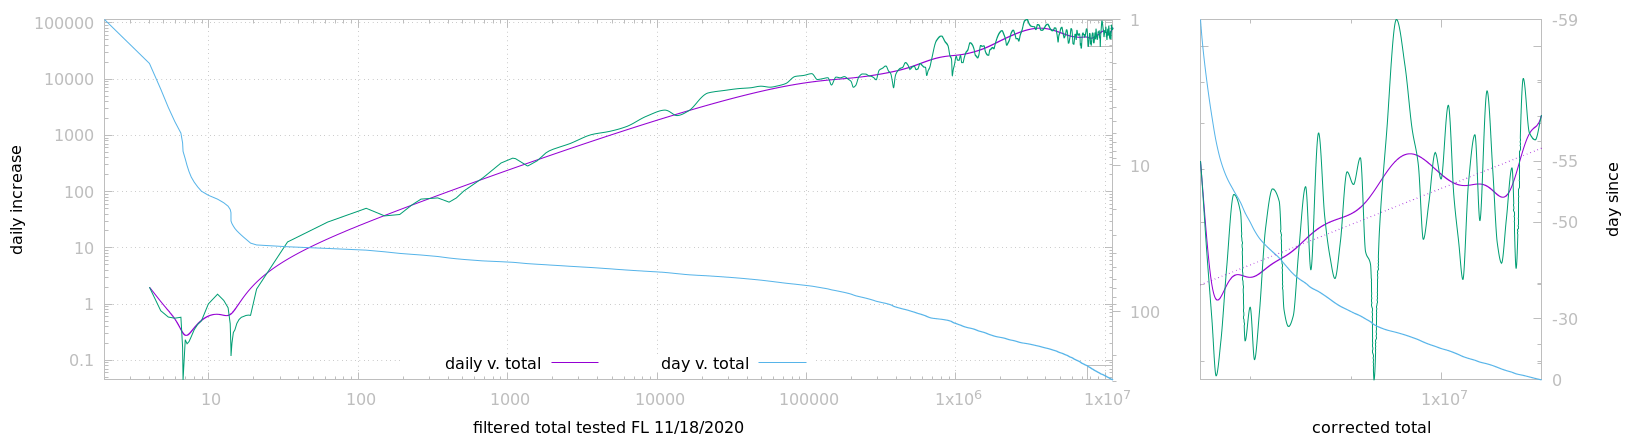 100000
10000
1000
100
10
1
0.1
daily increase
10
100
1000
10000
100000
1x10^6
1x10^7
filtered total tested FL 11/18/2020
daily v. total
day v. total
1
10
100
-59
-55
-50
-30
0
day since
1x10^7
corrected total